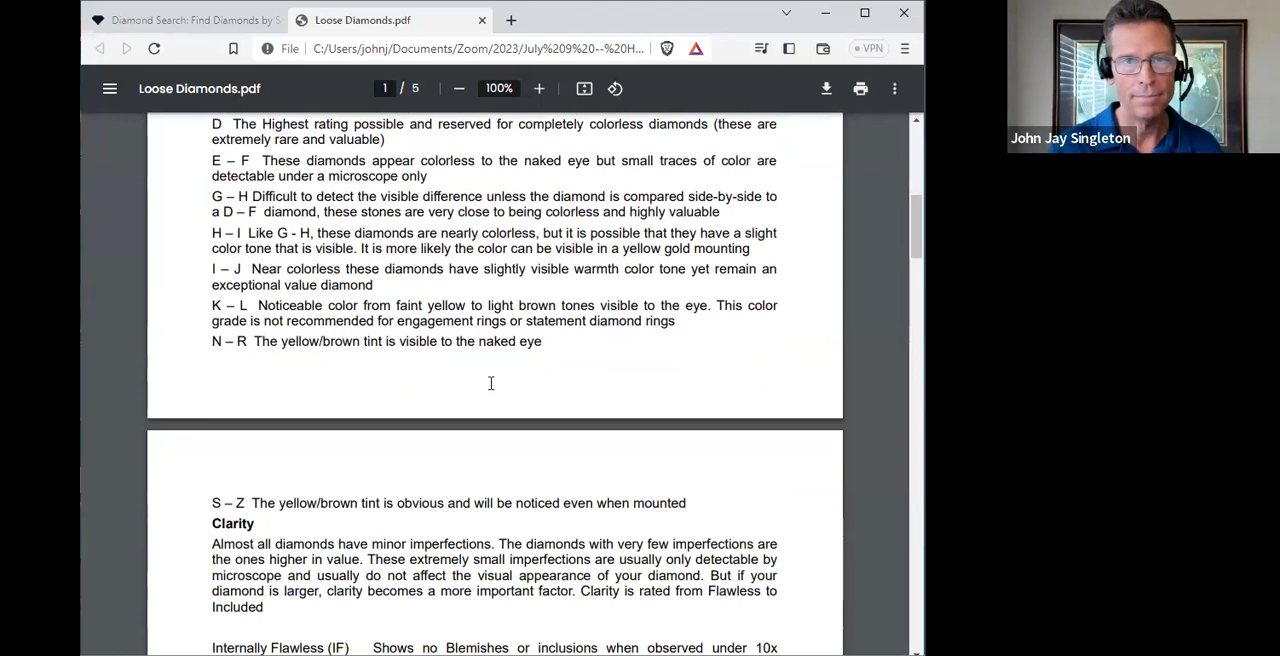 Diamond Search: Find Diamonds by S
Loose Diamonds.pdf
File C:/Users/johnj/Documents/Zoom/2023/July%209%20--%20H...
VPN
Loose Diamonds.pdf
1 / 5
100%
D The Highest rating possible and reserved for completely colorless diamonds (these are
extremely rare and valuable)
E – F These diamonds appear colorless to the naked eye but small traces of color are
detectable under a microscope only
G – H Difficult to detect the visible difference unless the diamond is compared side-by-side to
a D – F diamond, these stones are very close to being colorless and highly valuable
H – I Like G - H, these diamonds are nearly colorless, but it is possible that they have a slight
color tone that is visible. It is more likely the color can be visible in a yellow gold mounting
I – J Near colorless these diamonds have slightly visible warmth color tone yet remain an
exceptional value diamond
K – L Noticeable color from faint yellow to light brown tones visible to the eye. This color
grade is not recommended for engagement rings or statement diamond rings
N – R The yellow/brown tint is visible to the naked eye
S – Z The yellow/brown tint is obvious and will be noticed even when mounted
Clarity
Almost all diamonds have minor imperfections. The diamonds with very few imperfections are
the ones higher in value. These extremely small imperfections are usually only detectable by
microscope and usually do not affect the visual appearance of your diamond. But if your
diamond is larger, clarity becomes a more important factor. Clarity is rated from Flawless to
Included
Internally Flawless (IF) Shows no Blemishes or inclusions when observed under 10x
John Jay Singleton